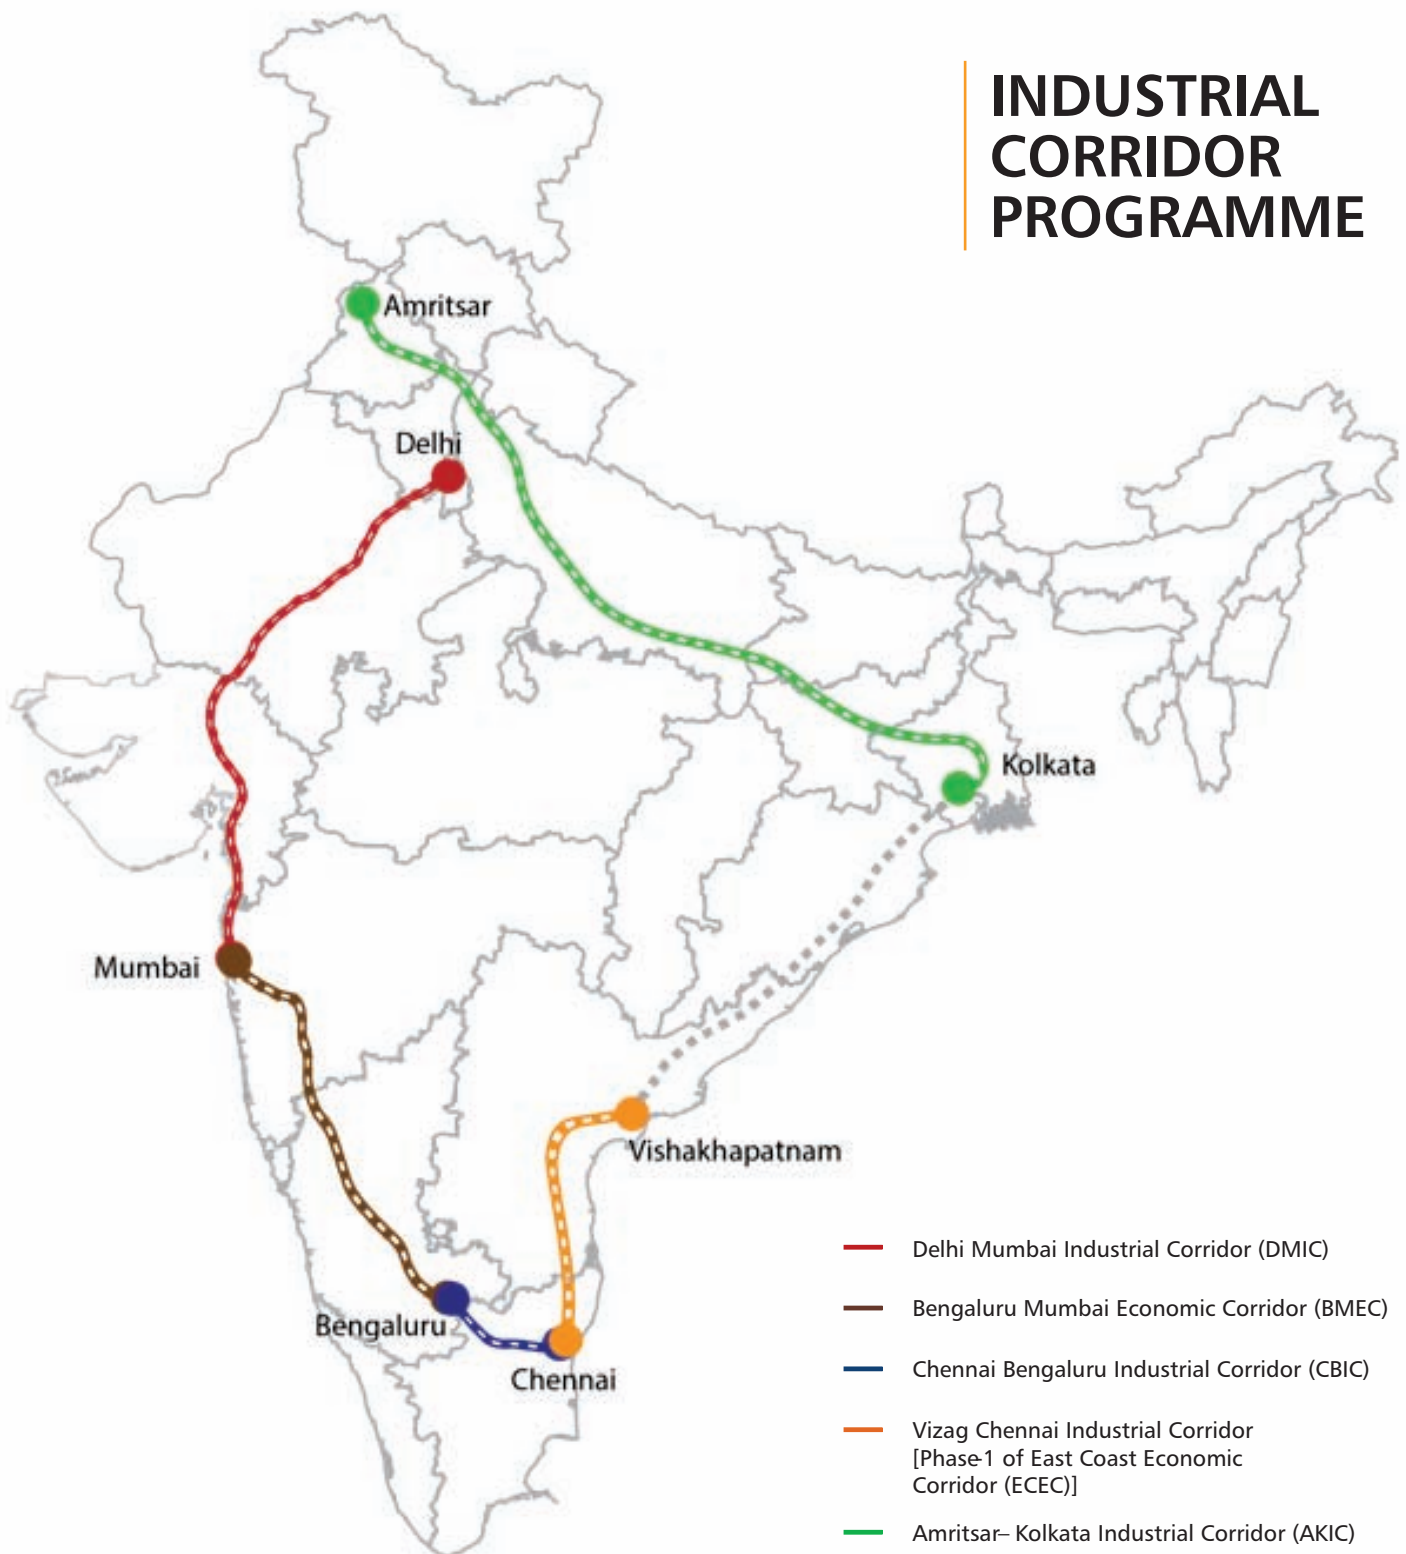 INDUSTRIAL
CORRIDOR
PROGRAMME
Amritsar
Delhi
Kolkata
Mumbai
Vishakhapatnam
Bengaluru
Chennai
Delhi Mumbai Industrial Corridor (DMIC)
Bengaluru Mumbai Economic Corridor (BMEC)
Chennai Bengaluru Industrial Corridor (CBIC)
Vizag Chennai Industrial Corridor
[Phase-1 of East Coast Economic
Corridor (ECEC)]
Amritsar– Kolkata Industrial Corridor (AKIC)